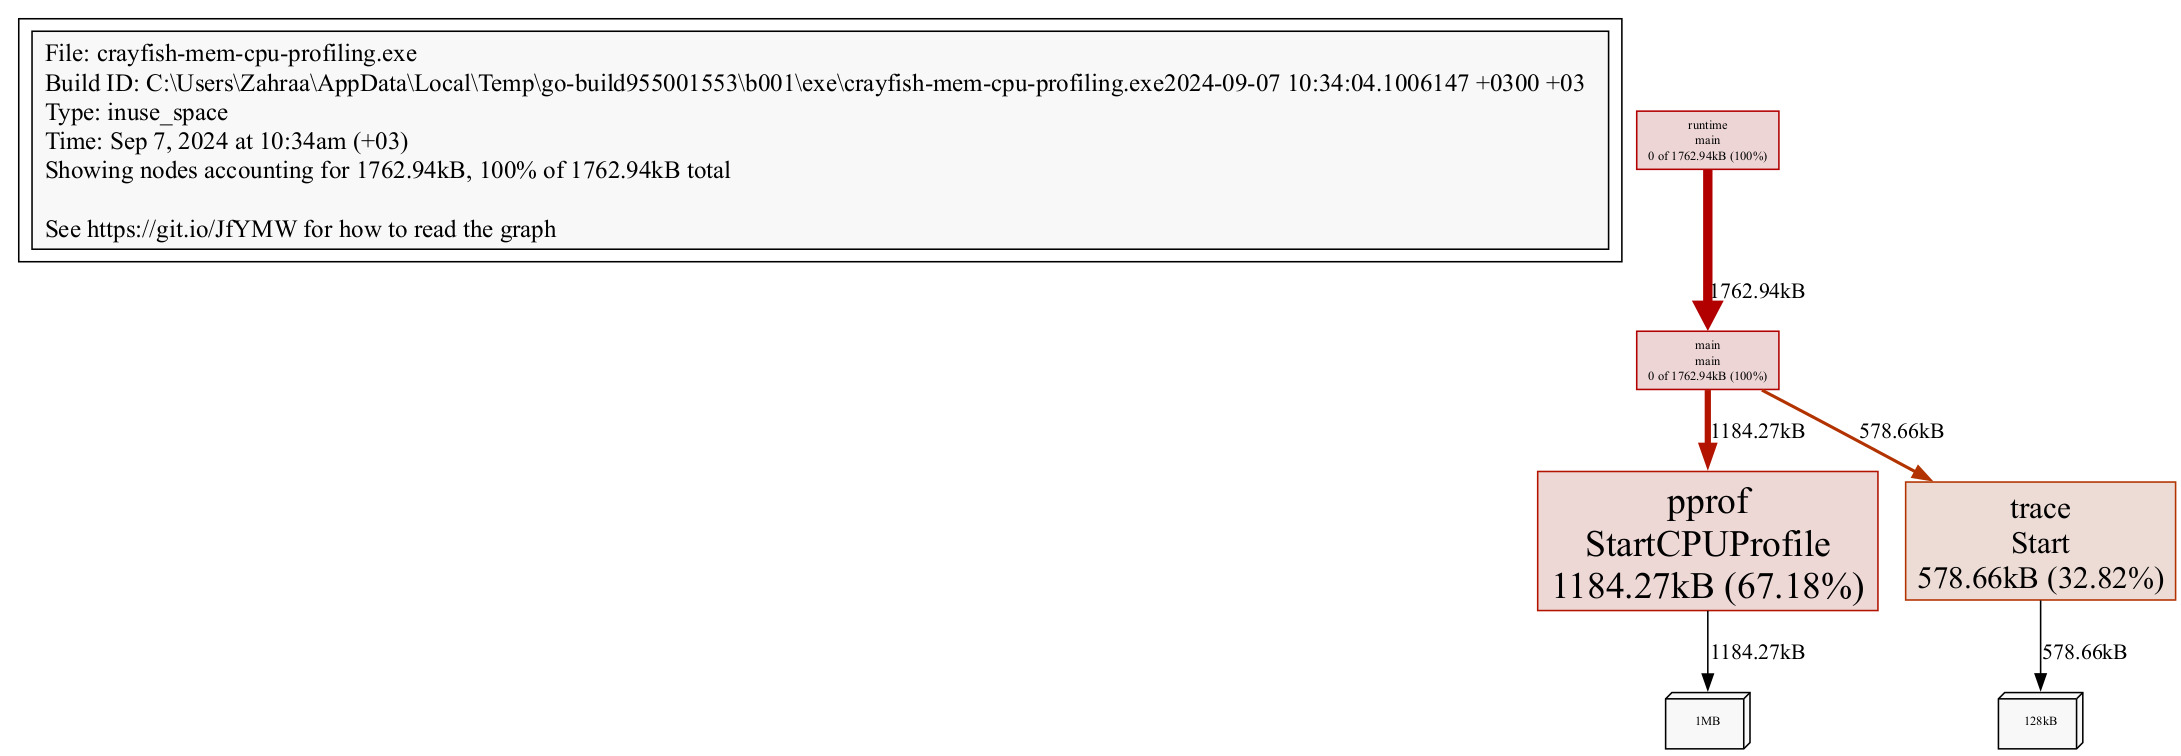 File: crayfish-mem-cpu-profiling.exe
Build ID: C:\Users\Zahraa\AppData\Local\Temp\go-build955001553\b001\exe\crayfish-mem-cpu-profiling.exe2024-09-07 10:34:04.1006147 +0300 +03
Type: inuse_space
Time: Sep 7, 2024 at 10:34am (+03)
Showing nodes accounting for 1762.94kB, 100% of 1762.94kB total
See https://git.io/JfYMW for how to read the graph
runtime
main
0 of 1762.94kB (100%)
1762.94kB
main
main
0 of 1762.94kB (100%)
1184.27kB
578.66kB
pprof
StartCPUProfile
1184.27kB (67.18%)
trace
Start
578.66kB (32.82%)
1184.27kB
578.66kB
1MB
128kB